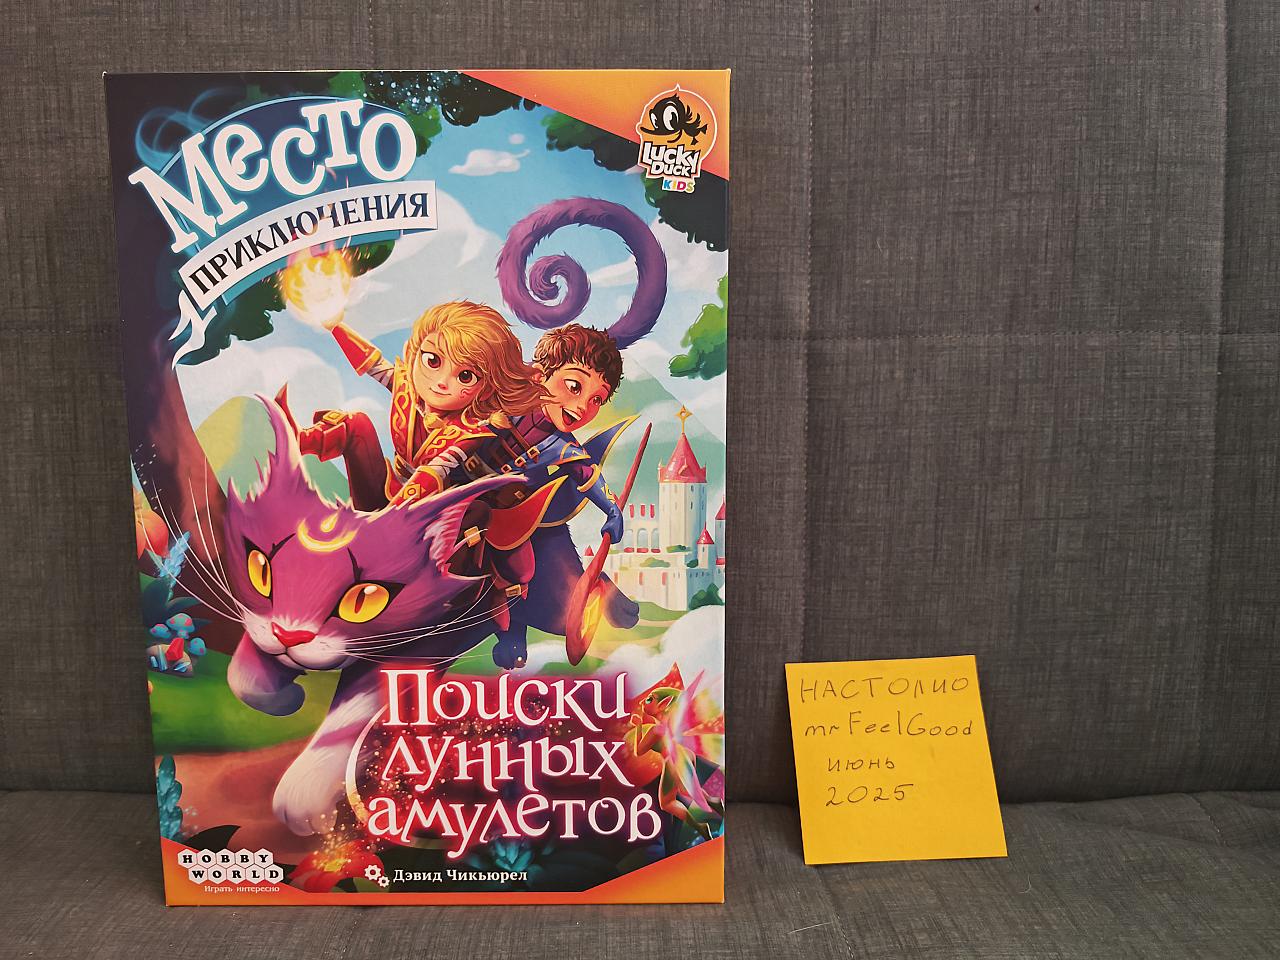 Место
приключения
Lucky
Duck
KIDS
Поиски
лунных
амулетов
HOBBY
WORLD
Играть интересно
Дэвид Чикьюрел
НАСТОЛИО
mr FeelGood
июнь
2025